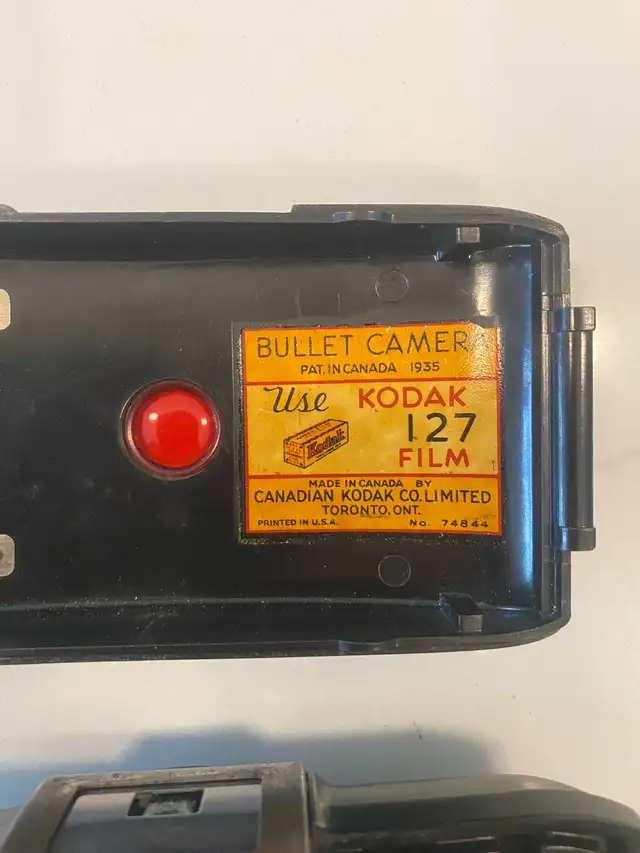 BULLET CAMERA
PAT. IN CANADA 1935
Use KODAK
Kodak
127
FILM
MADE IN CANADA BY
CANADIAN KODAK CO. LIMITED
TORONTO, ONT.
PRINTED IN U.S.A. No. 74844